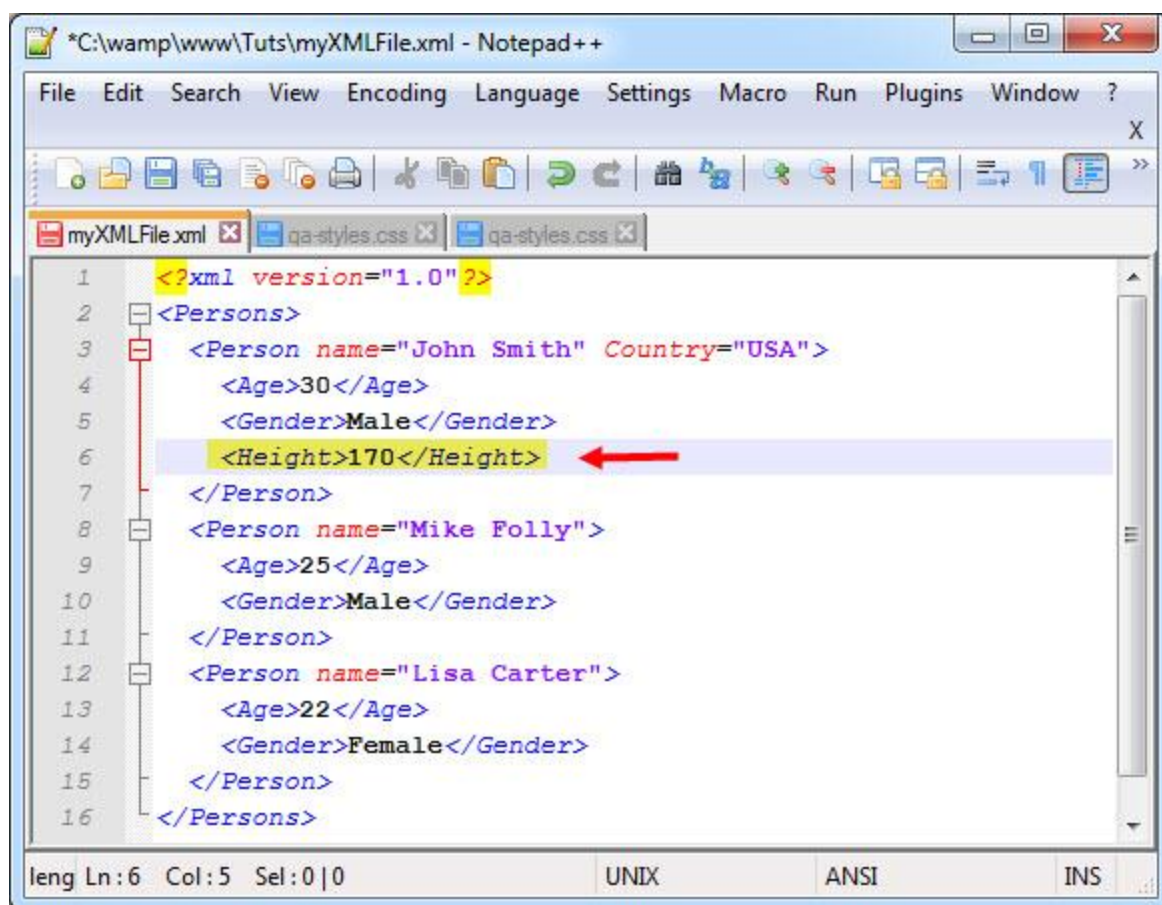 *C:\wamp\www\Tuts\myXMLFile.xml - Notepad++
File Edit Search View Encoding Language Settings Macro Run Plugins Window ?
X
myXMLFile.xml qa-styles.css qa-styles.css
1 <?xml version="1.0"?>
2 <Persons>
3 <Person name="John Smith" Country="USA">
4 <Age>30</Age>
5 <Gender>Male</Gender>
6 <Height>170</Height>
7 </Person>
8 <Person name="Mike Folly">
9 <Age>25</Age>
10 <Gender>Male</Gender>
11 </Person>
12 <Person name="Lisa Carter">
13 <Age>22</Age>
14 <Gender>Female</Gender>
15 </Person>
16 </Persons>
leng Ln:6 Col:5 Sel:0|0 UNIX ANSI INS